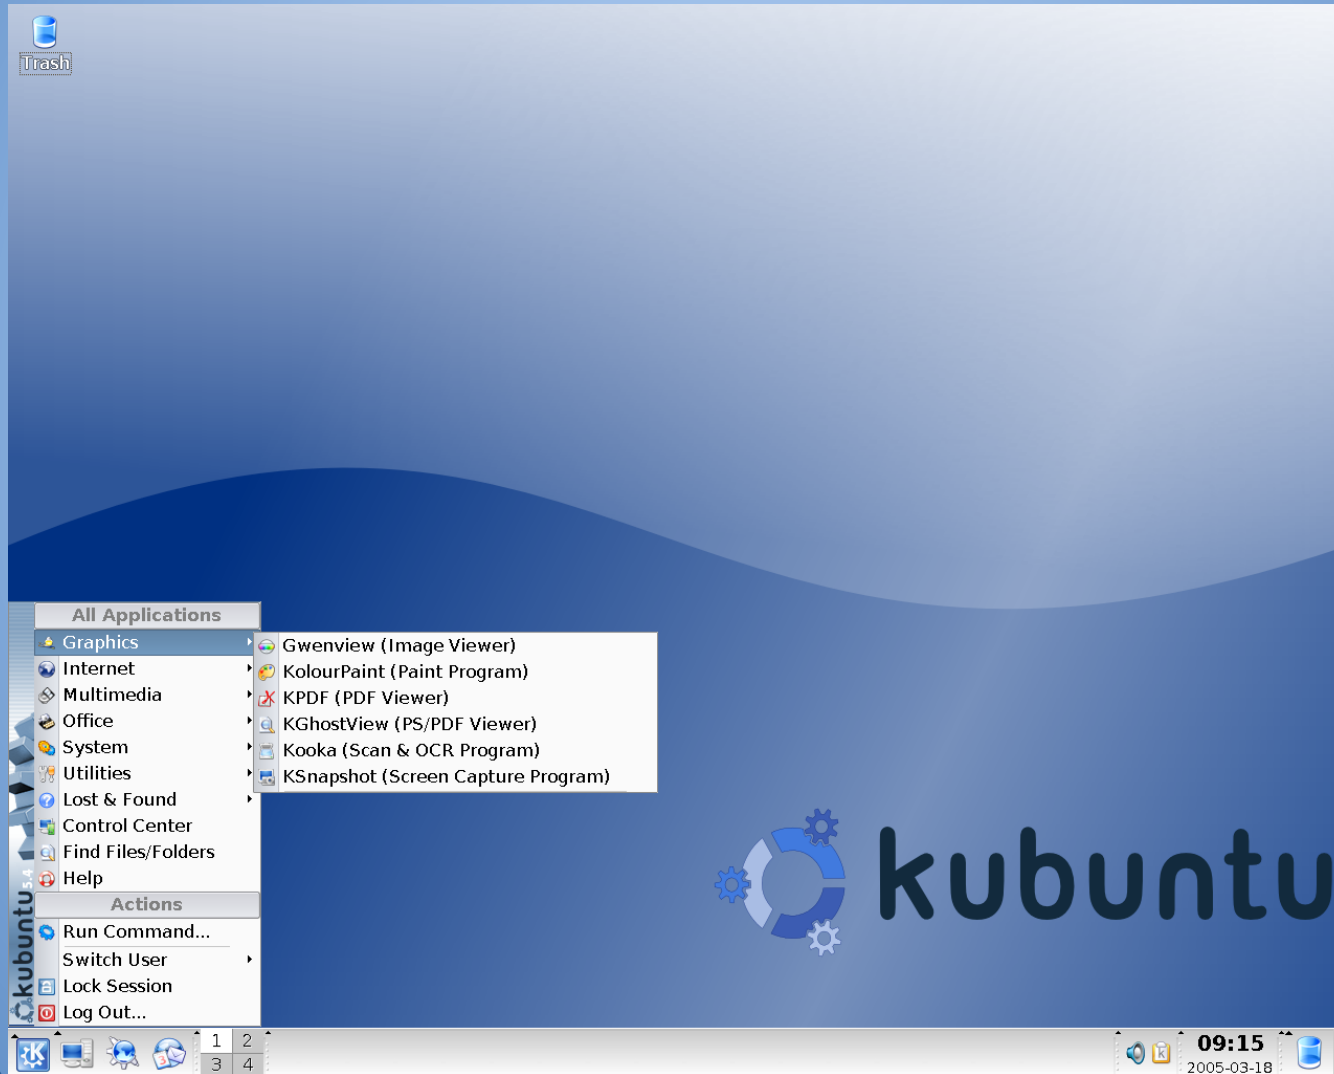 Trash
All Applications
Graphics
Internet
Multimedia
Office
System
Utilities
Lost & Found
Control Center
Find Files/Folders
Help
Actions
Run Command...
Switch User
Lock Session
Log Out...
kubuntu 5.4
Gwenview (Image Viewer)
KolourPaint (Paint Program)
KPDF (PDF Viewer)
KGhostView (PS/PDF Viewer)
Kooka (Scan & OCR Program)
KSnapshot (Screen Capture Program)
kubuntu
K
3
1 2
3 4
k
09:15
2005-03-18